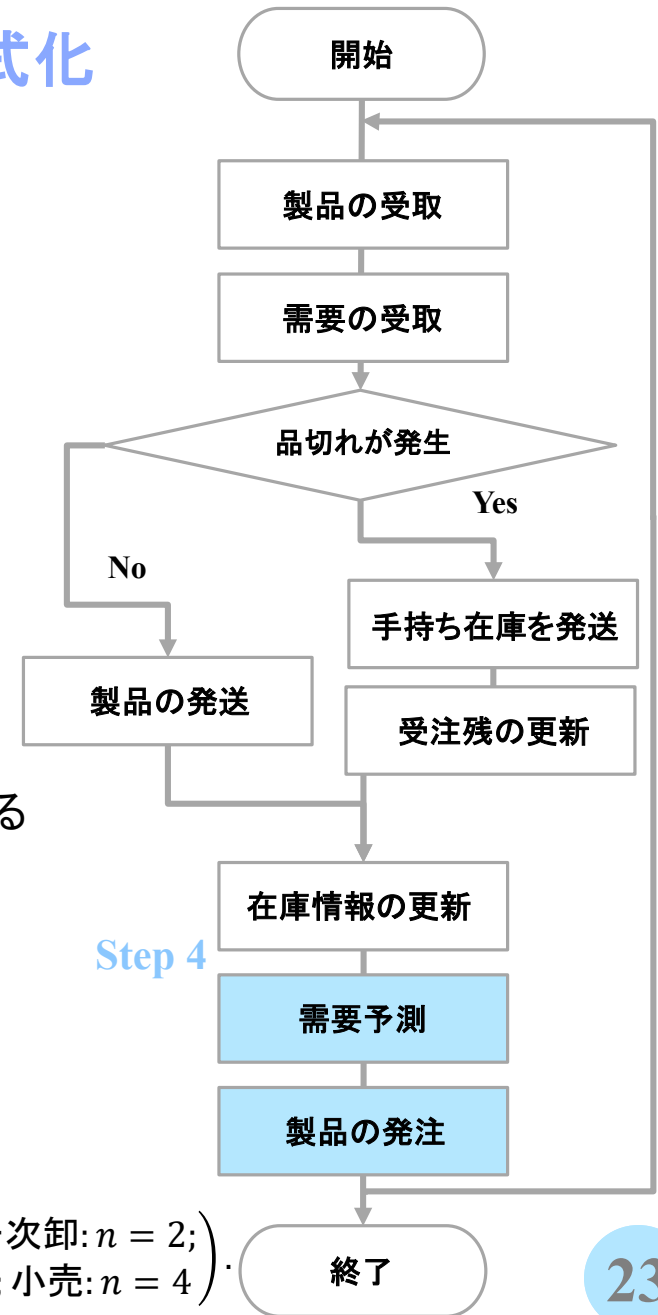 式化
開始
製品の受取
需要の受取
品切れが発生
Yes
No
手持ち在庫を発送
製品の発送
受注残の更新
る
在庫情報の更新
Step 4
需要予測
製品の発注
次卸: n = 2;
; 小売: n = 4).
終了
23